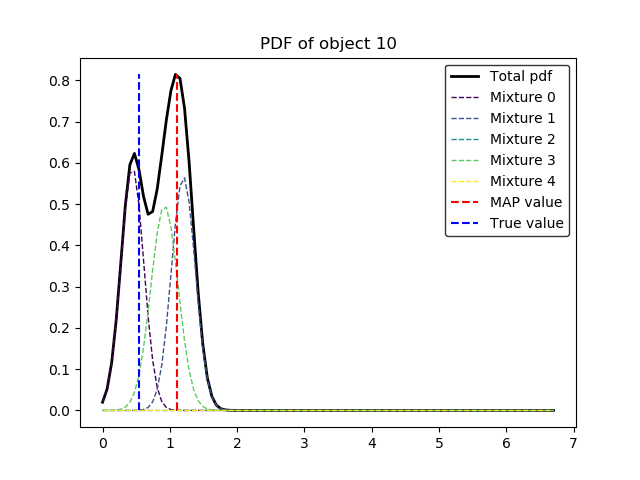 PDF of object 10
0.8
0.7
0.6
0.5
0.4
0.3
0.2
0.1
0.0
0 1 2 3 4 5 6 7
Total pdf
Mixture 0
Mixture 1
Mixture 2
Mixture 3
Mixture 4
MAP value
True value